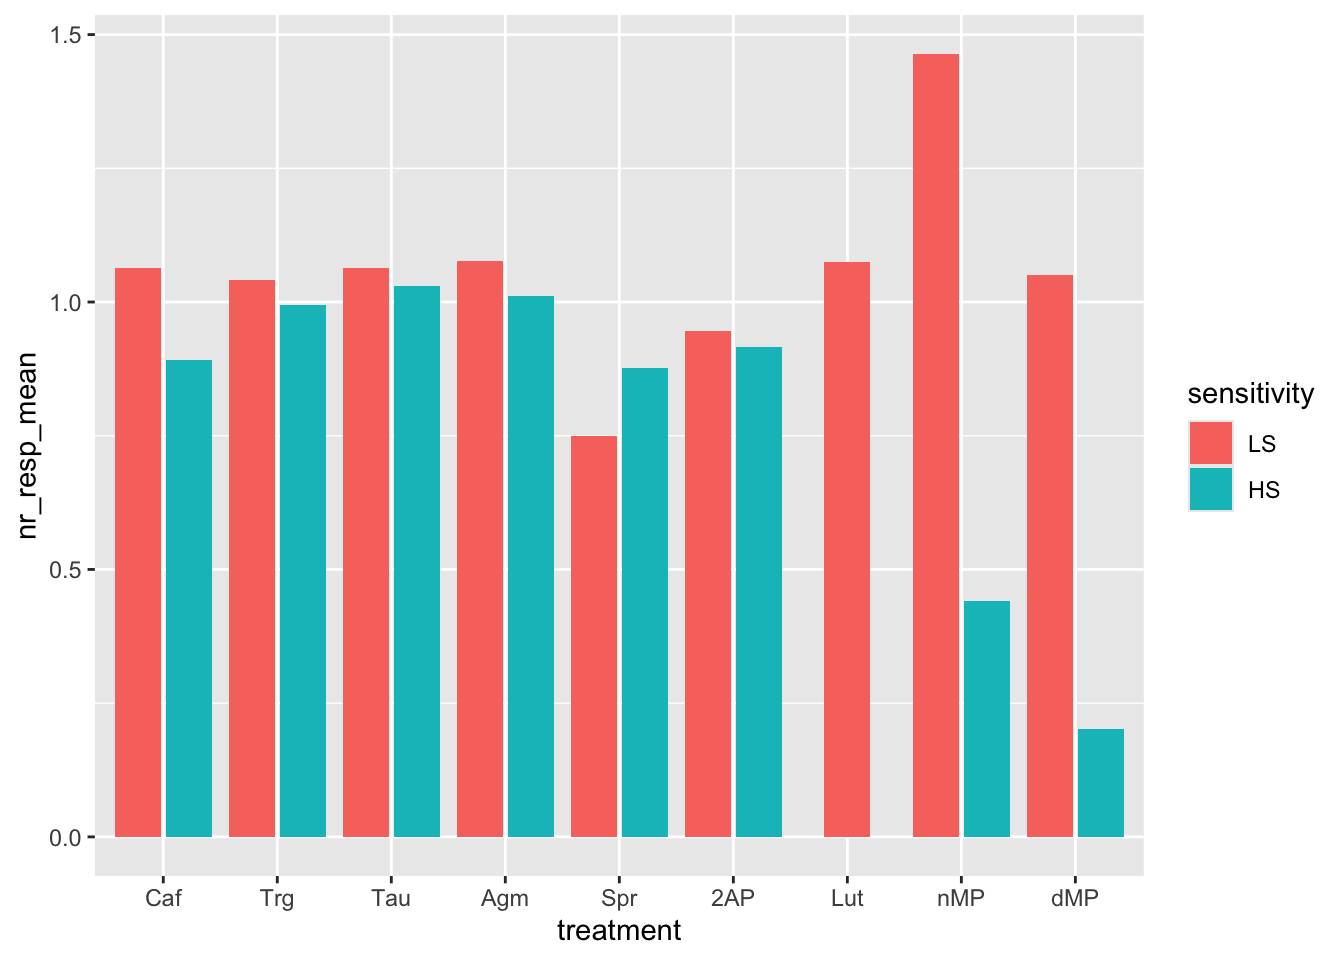 1.5
1.0
0.5
0.0
nr_resp_mean
Caf Trg Tau Agm Spr 2AP Lut nMP dMP
treatment
sensitivity
LS
HS